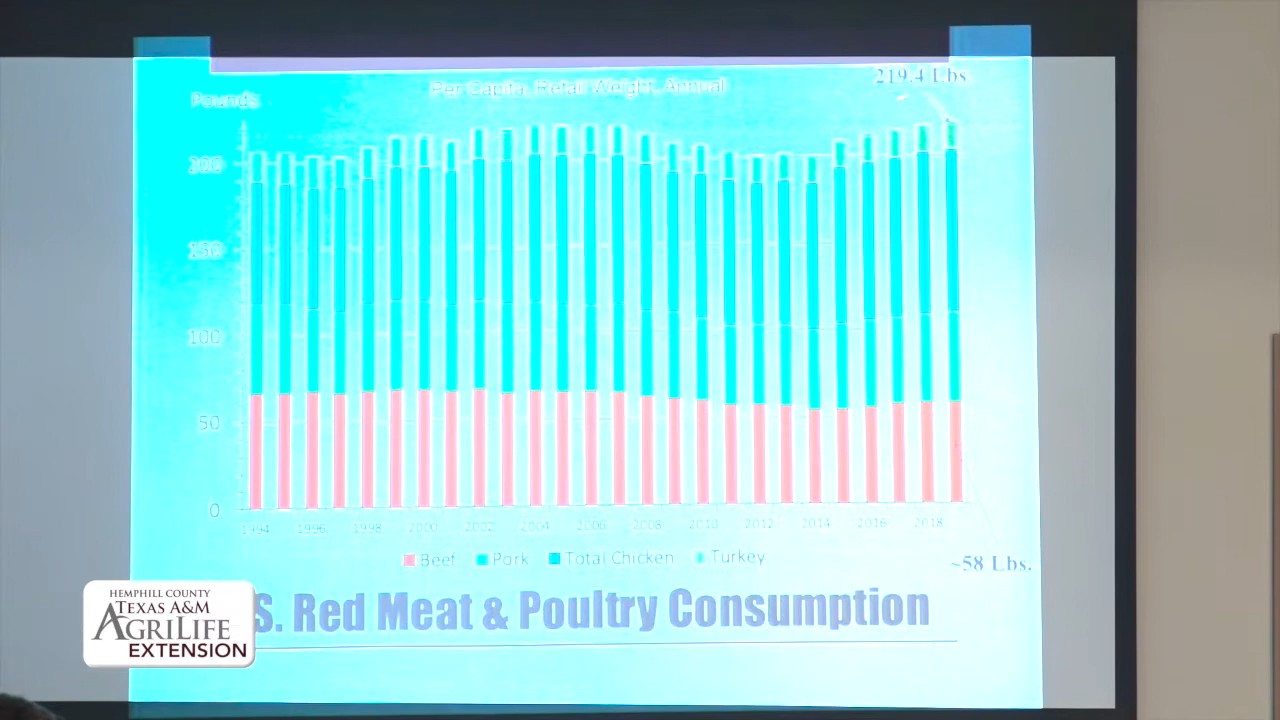 Per Capita, Retail Weight, Annual
219.4 Lbs
Pounds
200
150
100
50
0
1994 1996 1998 2000 2002 2004 2006 2008 2010 2012 2014 2016 2018
Beef Pork Total Chicken Turkey
~58 Lbs.
S. Red Meat & Poultry Consumption
HEMPHILL COUNTY
TEXAS A&M
AGRILIFE
EXTENSION